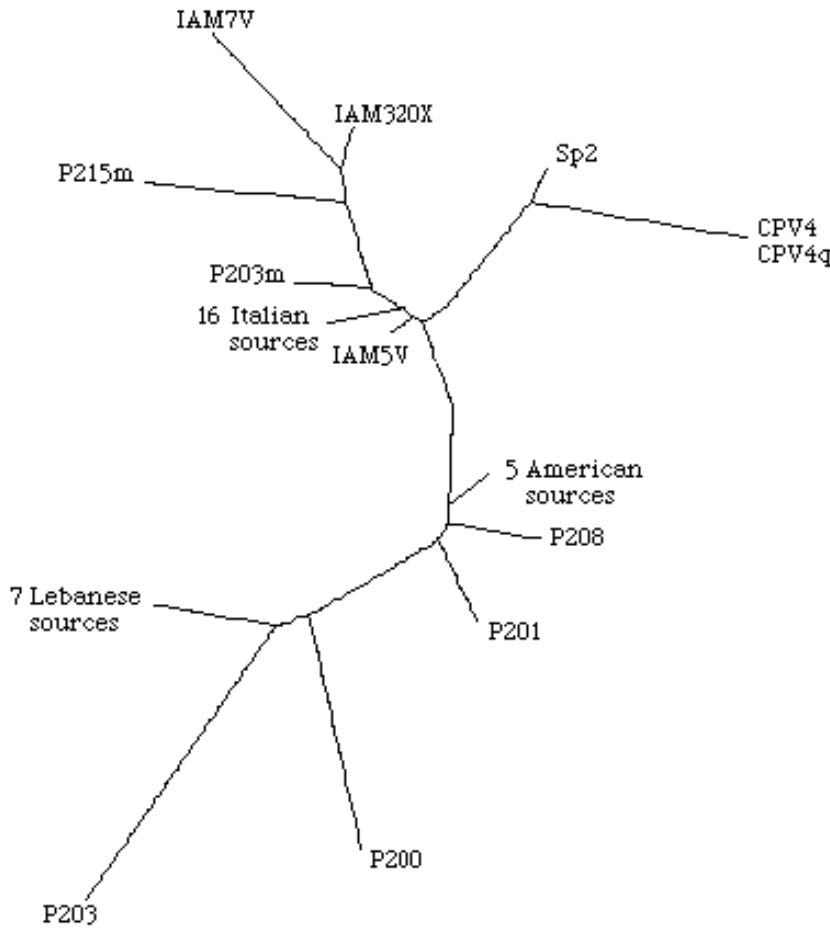 IAM7V
IAM320X
Sp2
P215m
CPV4
CPV4q
P203m
16 Italian
sources
IAM5V
5 American
sources
P208
7 Lebanese
sources
P201
P200
P203